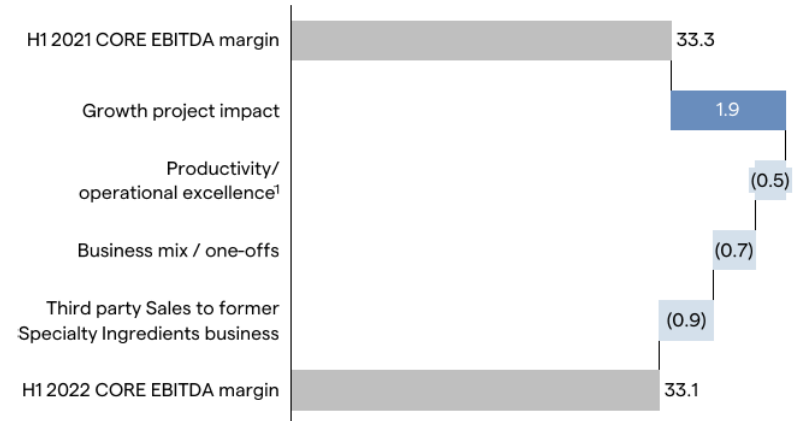 H1 2021 CORE EBITDA margin 33.3
Growth project impact 1.9
Productivity/
operational excellence¹ (0.5)
Business mix / one-offs (0.7)
Third party Sales to former
Specialty Ingredients business (0.9)
H1 2022 CORE EBITDA margin 33.1